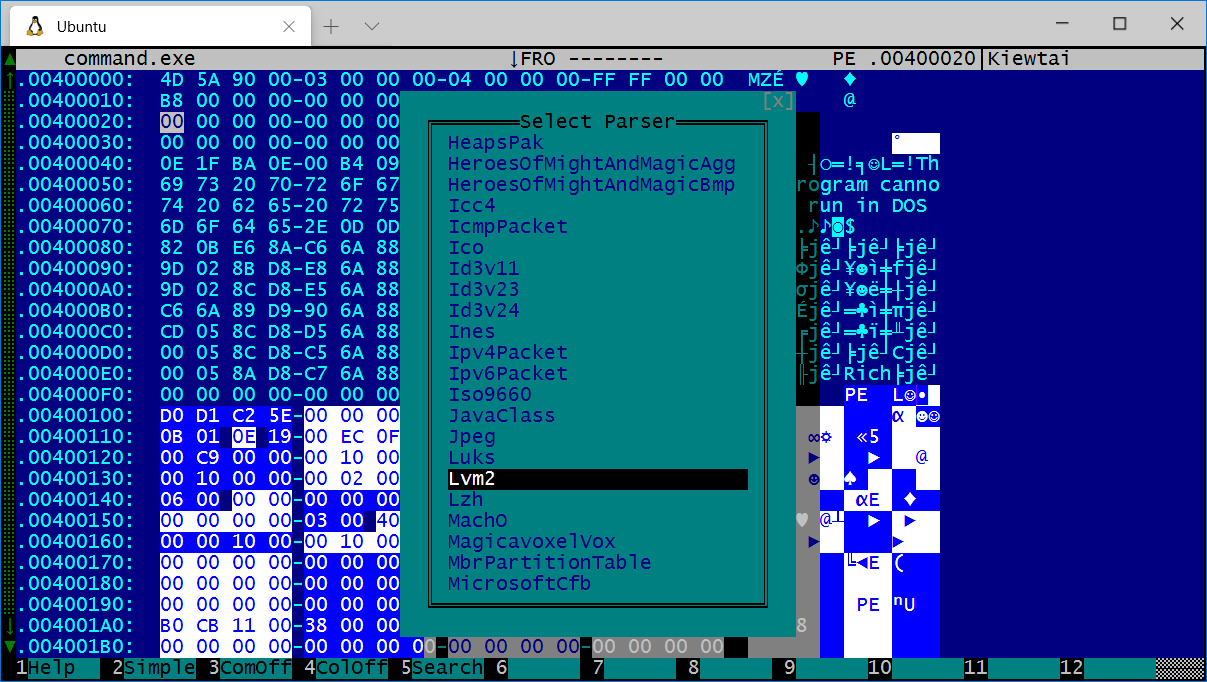 Ubuntu
command.exe ↓FRO -------- PE .00400020│Kiewtai
.00400000: 4D 5A 90 00-03 00 00 00-04 00 00 00-FF FF 00 00 MZÉ ♥ ♦
.00400010: B8 00 00 00-00 00 00 @
[x]
.00400020: 00 00 00 00-00 00 00
Select Parser
.00400030: 00 00 00 00-00 00 00 HeapsPak
.00400040: 0E 1F BA 0E-00 B4 09 HeroesOfMightAndMagicAgg ┤○=!╕☺L=!Th
.00400050: 69 73 20 70-72 6F 67 HeroesOfMightAndMagicBmp rogram canno
.00400060: 74 20 62 65-20 72 75 Icc4 run in DOS
.00400070: 6D 6F 64 65-2E 0D 0D IcmpPacket .♪♪◙$
.00400080: 82 0B E6 8A-C6 6A 88 Ico ╞jê┘╞jê┘╞jê┘
.00400090: 9D 02 8B D8-E8 6A 88 Id3v11 Φjê┘¥☻ì╪fjê┘
.004000A0: 9D 02 8C D8-E5 6A 88 Id3v23 σjê┘¥☻ë╪┼jê┘
.004000B0: C6 6A 89 D9-90 6A 88 Id3v24 Éjê┘═♣ì╪πjê┘
.004000C0: CD 05 8C D8-D5 6A 88 Ines ╒jê┘═♣ï╪╨jê┘
.004000D0: 00 05 8C D8-C5 6A 88 Ipv4Packet ┼jê┘╞jê┘Cjê┘
.004000E0: 00 05 8A D8-C7 6A 88 Ipv6Packet ╟jê┘Rich╞jê┘
.004000F0: 00 00 00 00-00 00 00 Iso9660 PE L☺•
.00400100: D0 D1 C2 5E-00 00 00 JavaClass α ☻☺
.00400110: 0B 01 0E 19-00 EC 0F Jpeg ∞☼ «5
.00400120: 00 C9 00 00-00 10 00 Luks ► ► @
.00400130: 00 10 00 00-00 02 00 Lvm2 ☻ ♠
.00400140: 06 00 00 00-00 00 00 Lzh αE ♦
.00400150: 00 00 00 00-03 00 40 MachO ♥ @┴ ► ►
.00400160: 00 00 10 00-00 10 00 MagicavoxelVox ► ►
.00400170: 00 00 00 00-00 00 00 MbrPartitionTable ╚◄E (
.00400180: 00 00 00 00-00 00 00 MicrosoftCfb
.00400190: 00 00 00 00-00 00 00 PE ⁿU
.004001A0: B0 CB 11 00-38 00 00 8
.004001B0: 00 00 00 00-00 00 00 00-00 00 00 00-00 00 00 00
1Help 2Simple 3ComOff 4ColOff 5Search 6 7 8 9 10 11 12